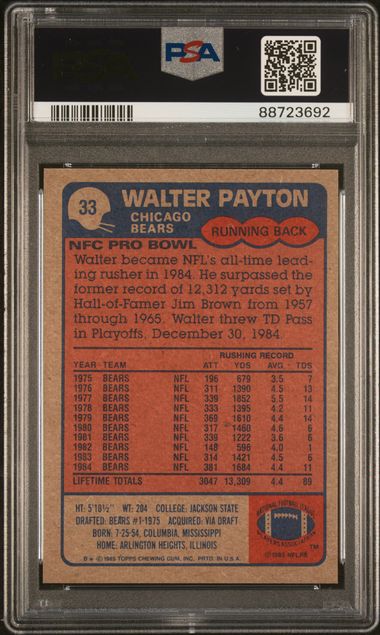 PSA
88723692
33
WALTER PAYTON
CHICAGO
BEARS
RUNNING BACK
NFC PRO BOWL
Walter became NFL's all-time lead-
ing rusher in 1984. He surpassed the
former record of 12,312 yards set by
Hall-of-Famer Jim Brown from 1957
through 1965. Walter threw TD Pass
in Playoffs, December 30, 1984.
RUSHING RECORD
YEAR TEAM ATT YDS AVG TDS
1975 BEARS NFL 196 679 3.5 7
1976 BEARS NFL 311 1390 4.5 13
1977 BEARS NFL 339 1852 5.5 14
1978 BEARS NFL 333 1395 4.2 11
1979 BEARS NFL 369 1610 4.4 14
1980 BEARS NFL 317 1460 4.6 6
1981 BEARS NFL 339 1222 3.6 6
1982 BEARS NFL 148 596 4.0 1
1983 BEARS NFL 314 1421 4.5 6
1984 BEARS NFL 381 1684 4.4 11
LIFETIME TOTALS 3047 13,309 4.4 89
HT: 5'10½" WT: 204 COLLEGE: JACKSON STATE
DRAFTED: BEARS #1-1975 ACQUIRED: VIA DRAFT
BORN: 7-25-54, COLUMBIA, MISSISSIPPI
HOME: ARLINGTON HEIGHTS, ILLINOIS
© 1985 TOPPS CHEWING GUM, INC. PRTD. IN U.S.A.
NATIONAL FOOTBALL LEAGUE
PLAYERS ASSOCIATION
TM
© 1985 NFLPA